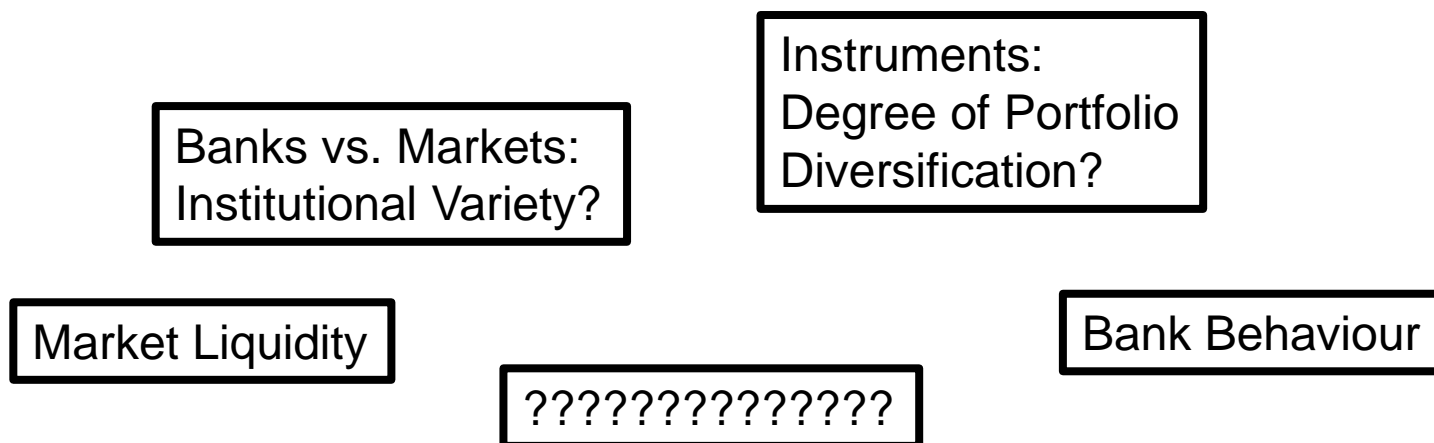 Instruments:
Degree of Portfolio
Diversification?
Banks vs. Markets:
Institutional Variety?
Market Liquidity
Bank Behaviour
??????????????